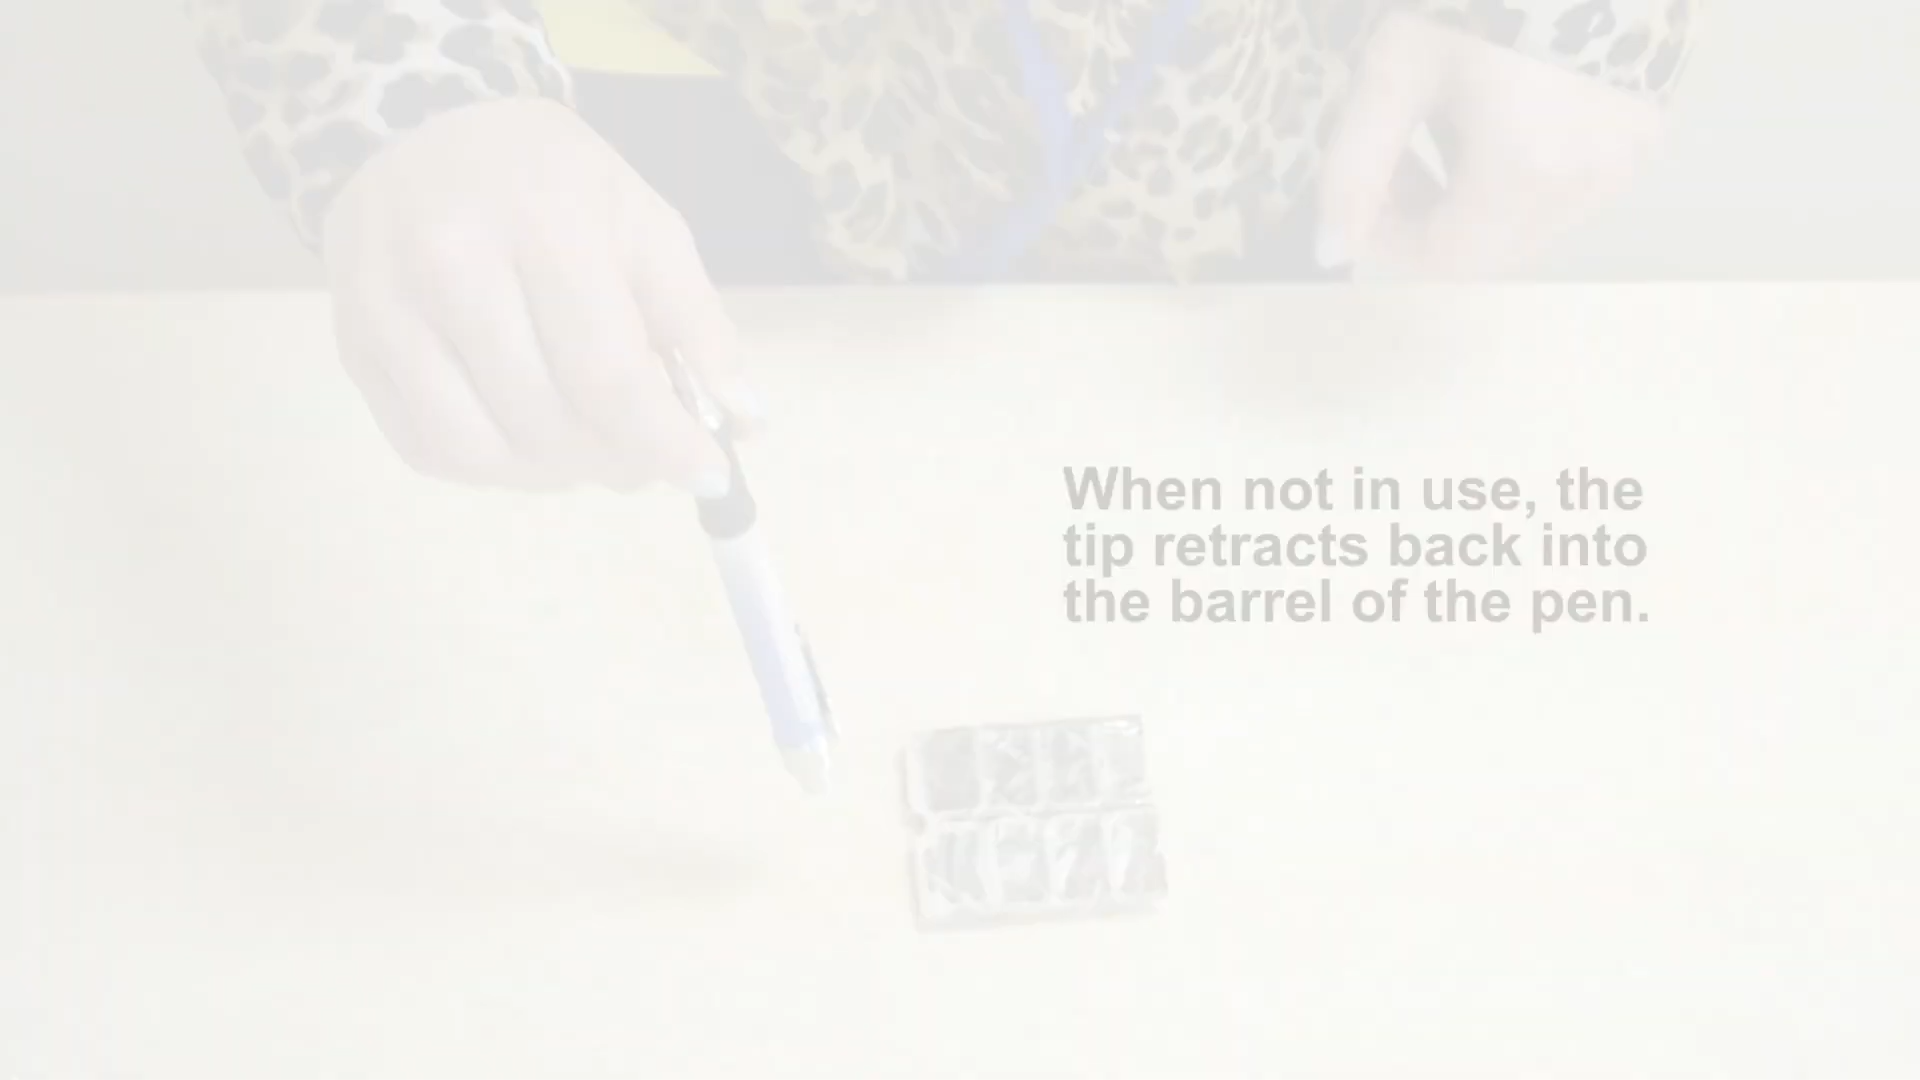 When not in use, the
tip retracts back into
the barrel of the pen.